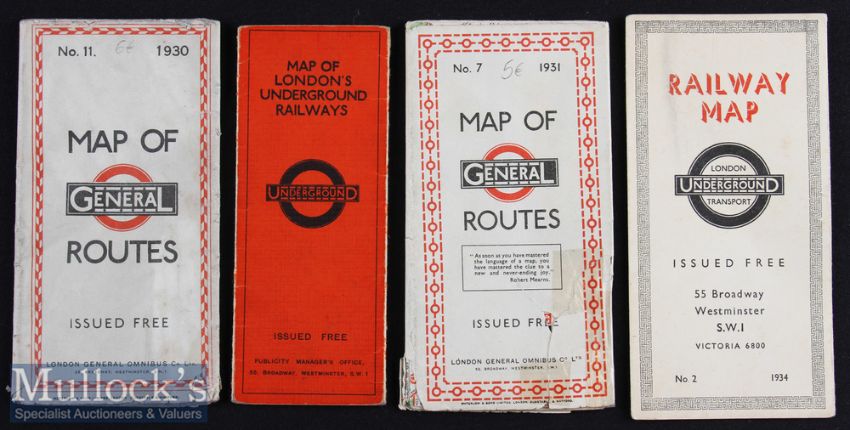 No. 11. 6€ 1930
MAP OF
GENERAL
ROUTES
ISSUED FREE
LONDON GENERAL OMNIBUS Co LTD
MAP OF
LONDON'S
UNDERGROUND
RAILWAYS
UNDERGROUND
ISSUED FREE
PUBLICITY MANAGER'S OFFICE,
55, BROADWAY, WESTMINSTER, S.W.1
No. 7 5€ 1931
MAP OF
GENERAL
ROUTES
"As soon as you have mastered
the language of a map, you
have mastered the clue to a
new and never-ending joy.
Robert Mearns.
ISSUED FREE
LONDON GENERAL OMNIBUS Co LTD
55, BROADWAY, WESTMINSTER, S.W.1
RAILWAY
MAP
LONDON
UNDERGROUND
TRANSPORT
ISSUED FREE
55 Broadway
Westminster
S.W.1
VICTORIA 6800
No. 2 1934
Mullock's
Specialist Auctioneers & Valuers